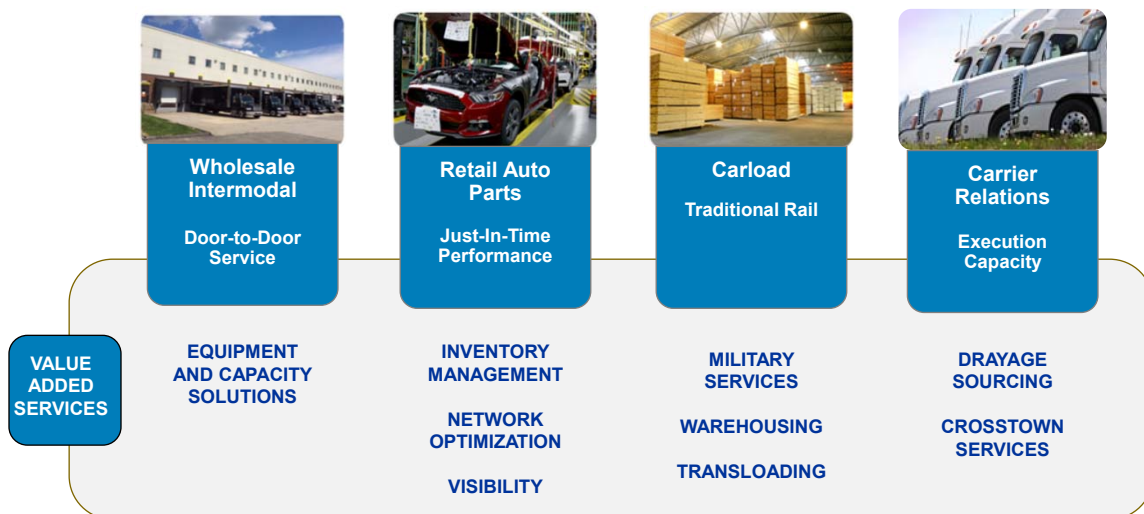 Wholesale
Intermodal
Door-to-Door
Service
Retail Auto
Parts
Just-In-Time
Performance
Carload
Traditional Rail
Carrier
Relations
Execution
Capacity
VALUE
ADDED
SERVICES
EQUIPMENT
AND CAPACITY
SOLUTIONS
INVENTORY
MANAGEMENT
NETWORK
OPTIMIZATION
VISIBILITY
MILITARY
SERVICES
WAREHOUSING
TRANSLOADING
DRAYAGE
SOURCING
CROSSTOWN
SERVICES